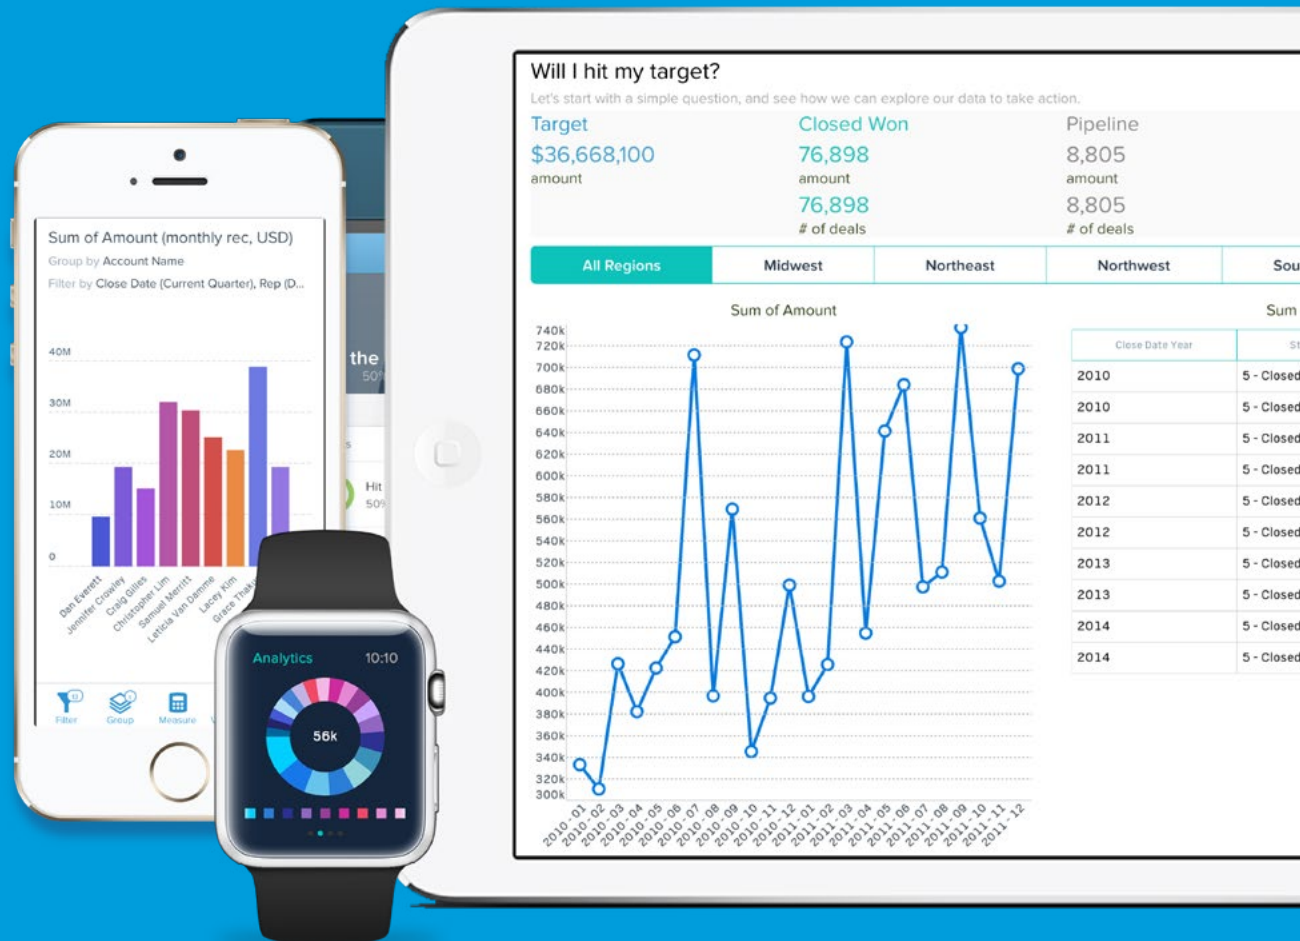 Will I hit my target?
Let's start with a simple question, and see how we can explore our data to take action.
Target
$36,668,100
amount
Closed Won
76,898
amount
76,898
# of deals
Pipeline
8,805
amount
8,805
# of deals
All Regions Midwest Northeast Northwest Sou
Sum of Amount
740k
720k
700k
680k
660k
640k
620k
600k
580k
560k
540k
520k
500k
480k
460k
440k
420k
400k
380k
360k
340k
320k
300k
2010-01
2010-02
2010-03
2010-04
2010-05
2010-06
2010-07
2010-08
2010-09
2010-10
2010-11
2010-12
2011-01
2011-02
2011-03
2011-04
2011-05
2011-06
2011-07
2011-08
2011-09
2011-10
2011-11
2011-12
Sum
Close Date Year St
2010 5 - Closed
2010 5 - Closed
2011 5 - Closed
2011 5 - Closed
2012 5 - Closed
2012 5 - Closed
2013 5 - Closed
2013 5 - Closed
2014 5 - Closed
2014 5 - Closed
Sum of Amount (monthly rec, USD)
Group by Account Name
Filter by Close Date (Current Quarter), Rep (D...
40M
30M
20M
10M
0
Dan Everett
Jennifer Crowley
Craig Gilles
Christopher Lim
Samuel Merritt
Leticia Van Damme
Lacey Kim
Grace
Filter Group Measure
the
50%
s
Hit
50%
Analytics 10:10
56k